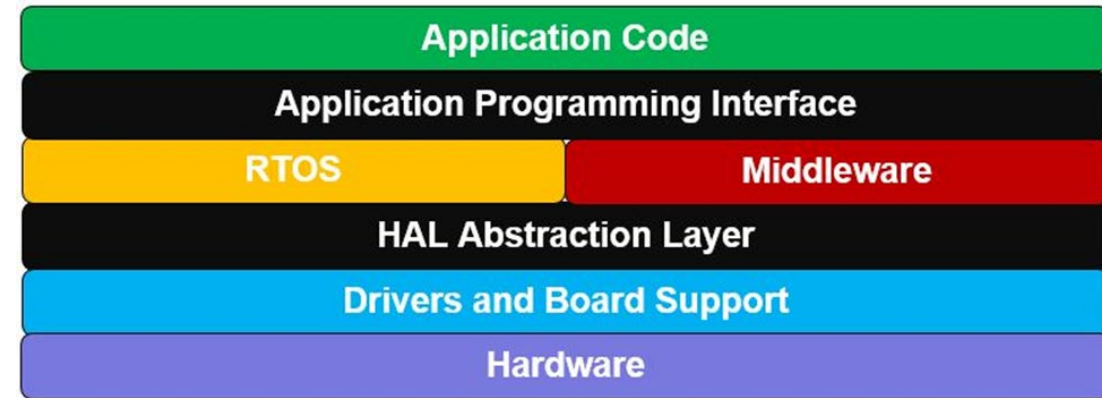 Application Code
Application Programming Interface
RTOS
Middleware
HAL Abstraction Layer
Drivers and Board Support
Hardware